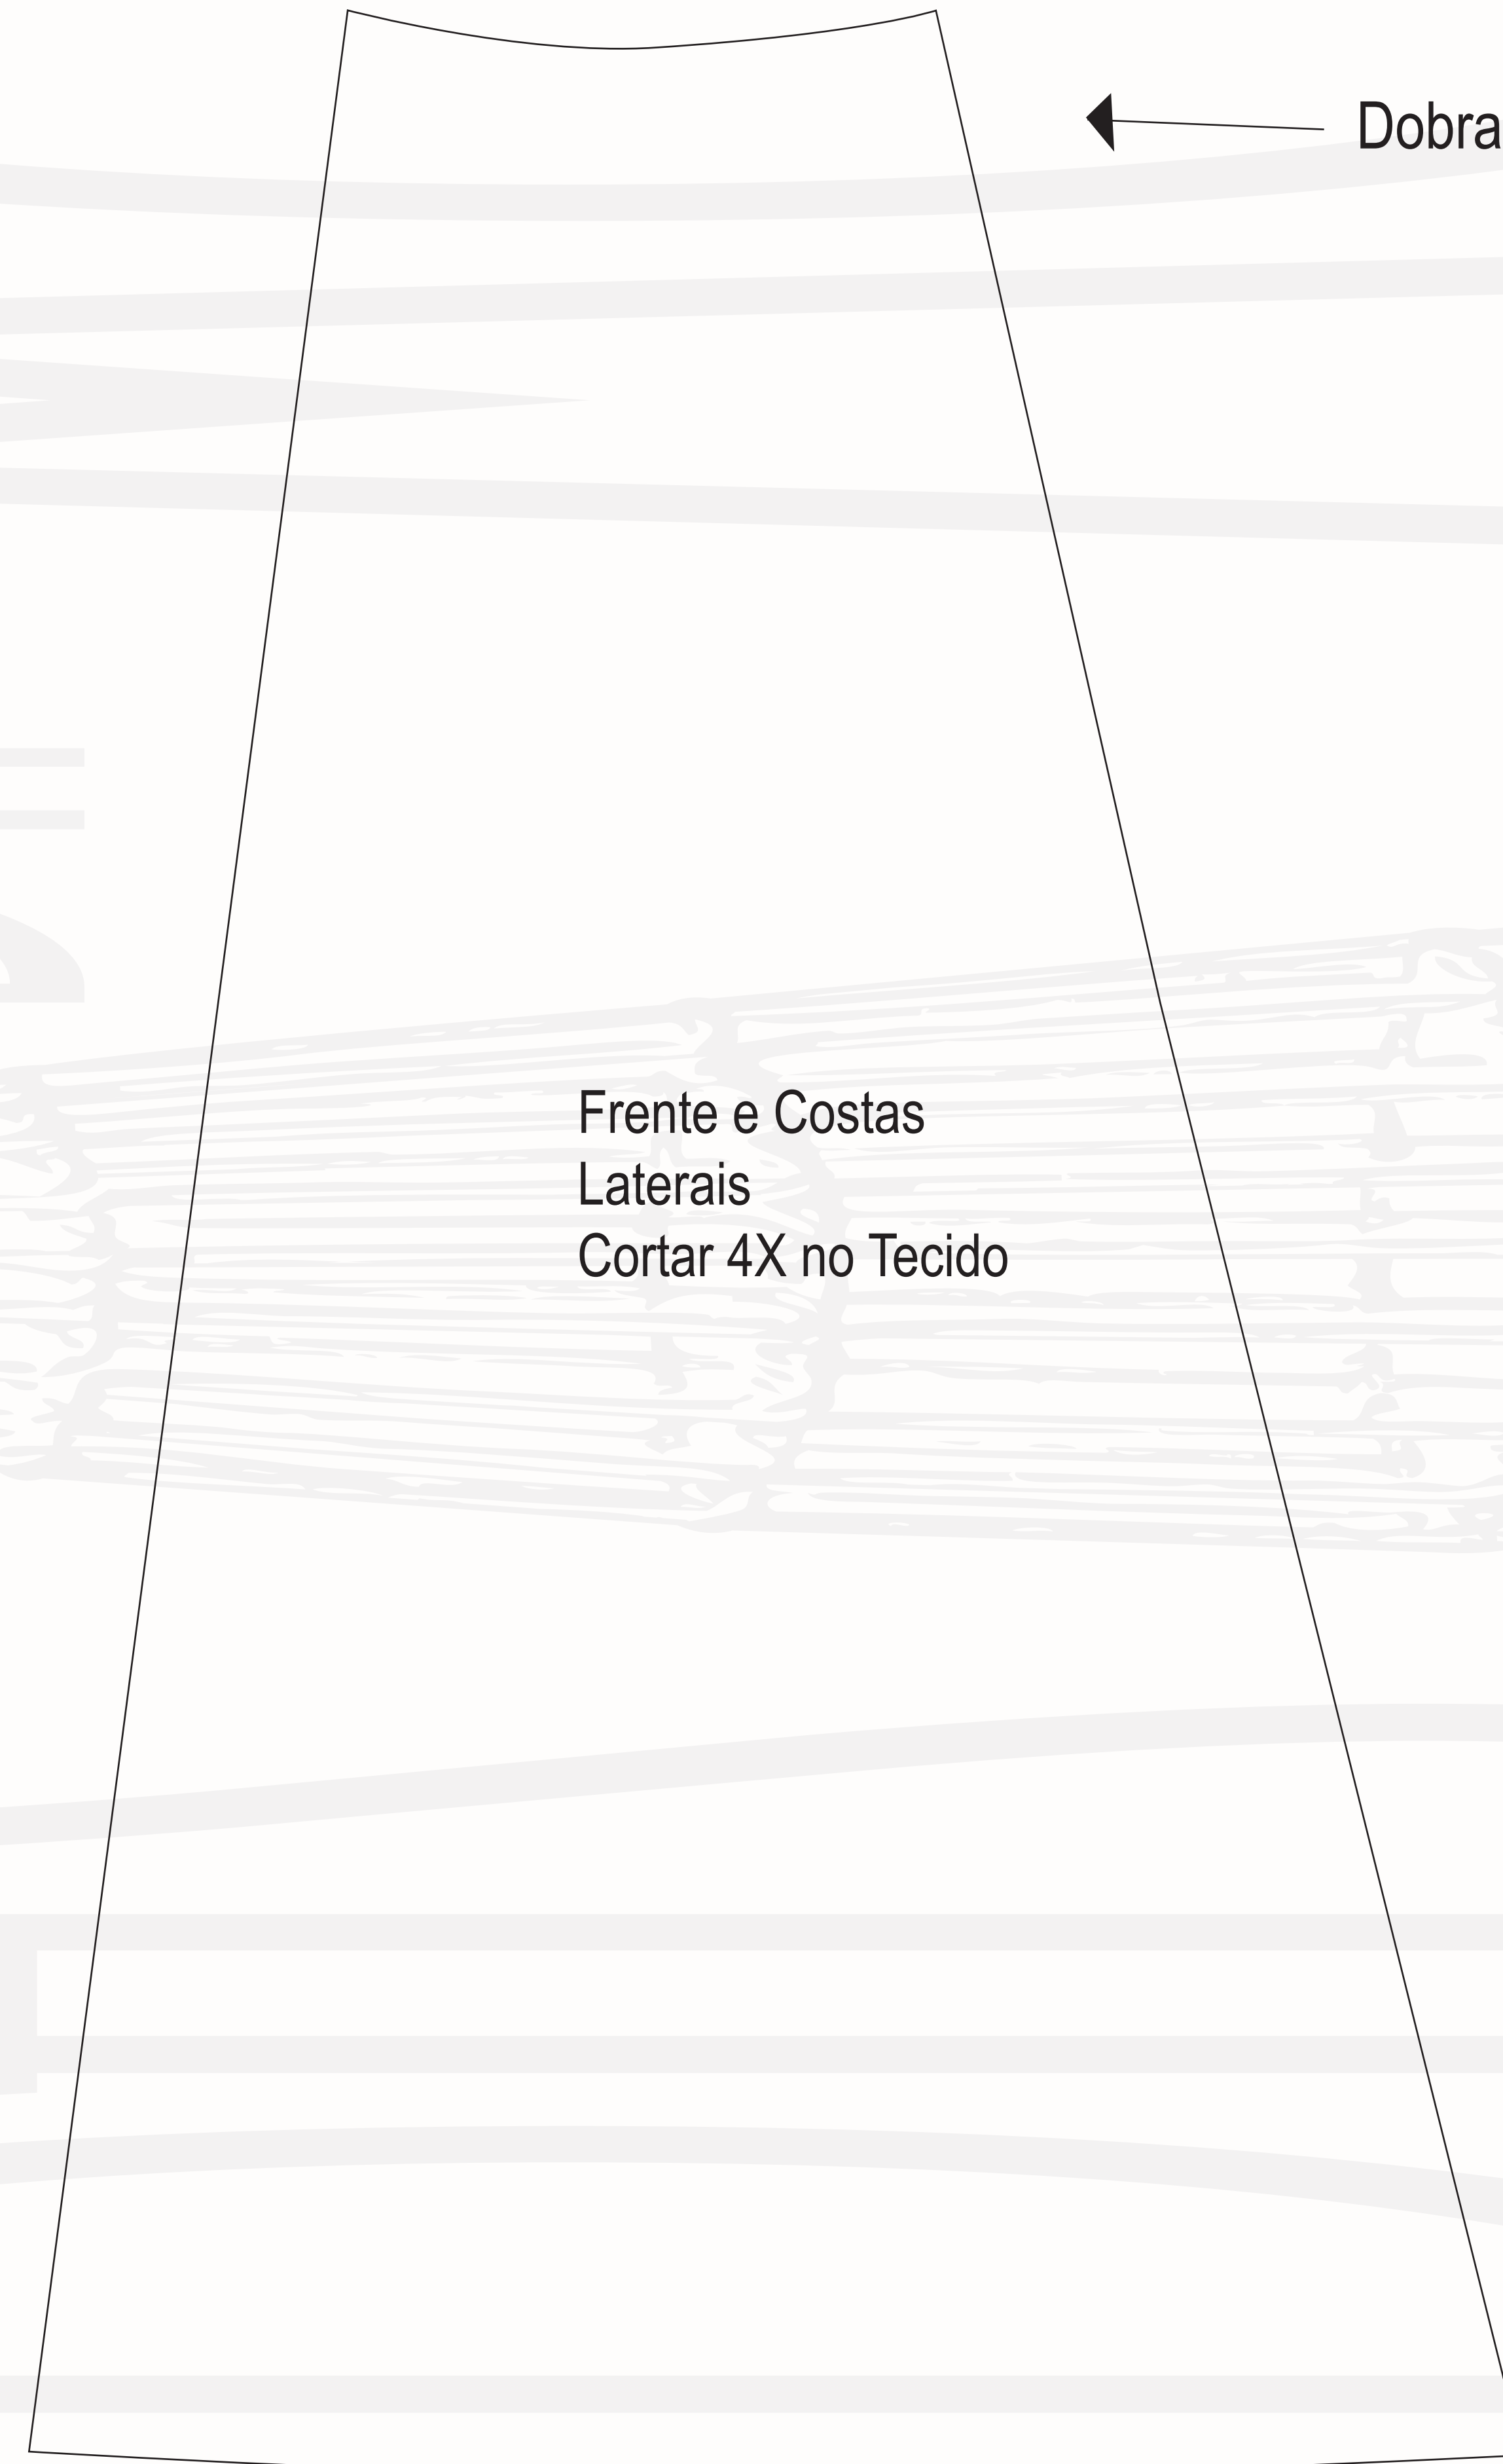 Dobra
Frente e Costas
Laterais
Cortar 4X no Tecido